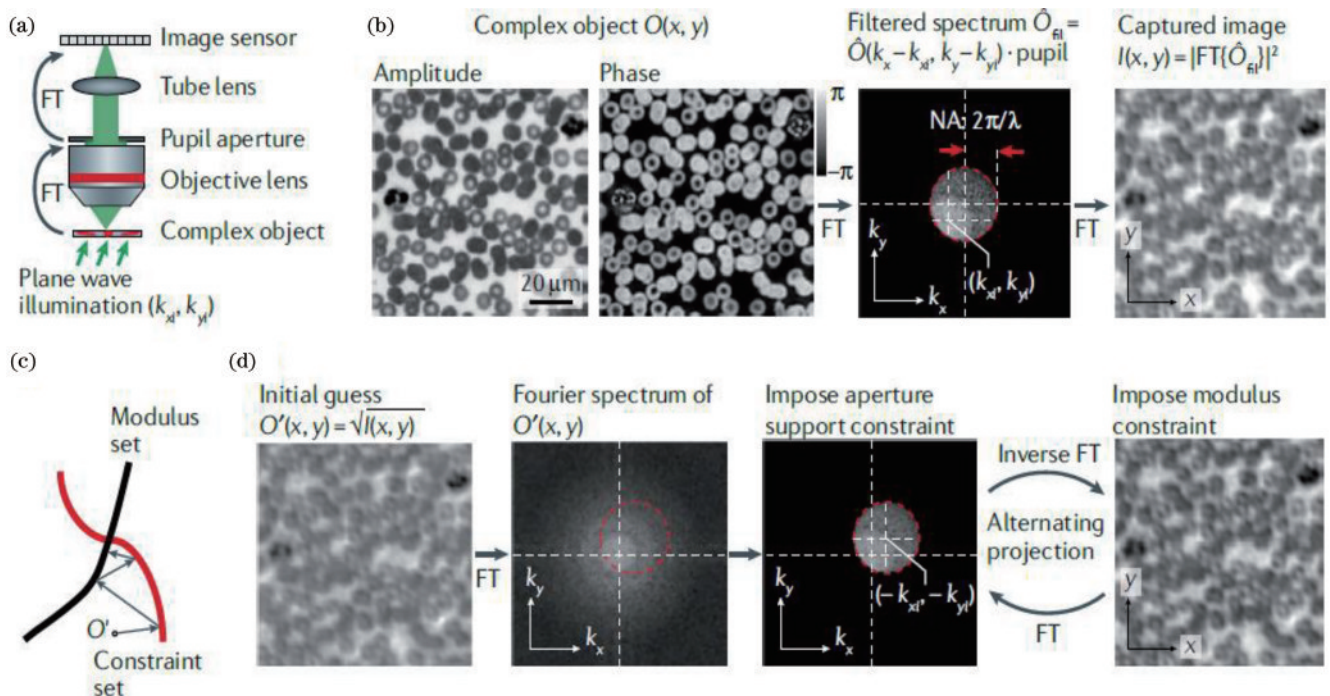 (a)
Image sensor
FT
Tube lens
Pupil aperture
FT
Objective lens
Complex object
Plane wave
illumination (kxl, kyl)
(b)
Complex object O(x, y)
Amplitude
Phase
20 μm
π
−π
FT
Filtered spectrum Ôfil =
Ô(kx−kxl, ky−kyl)·pupil
NA·2π/λ
ky
kx
(kxl, kyl)
FT
Captured image
I(x, y)=|FT{Ôfil}|²
y
x
(c)
Modulus
set
O'
Constraint
set
(d)
Initial guess
O'(x, y)=√I(x, y)
FT
Fourier spectrum of
O'(x, y)
ky
kx
Impose aperture
support constraint
ky
kx
(−kxl, −kyl)
Inverse FT
Alternating
projection
FT
Impose modulus
constraint
y
x